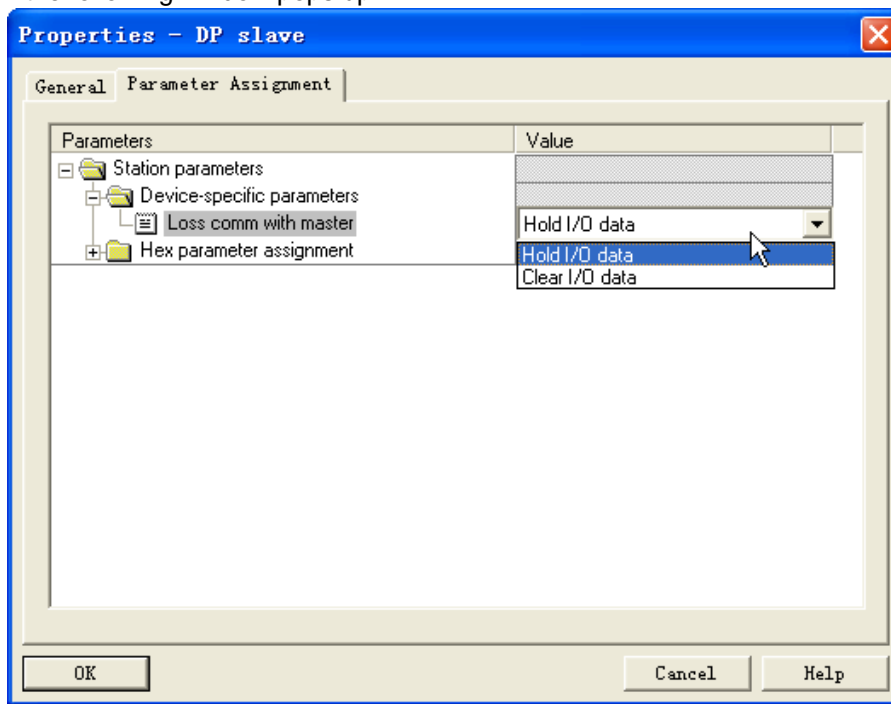 Properties - DP slave
General Parameter Assignment
Parameters Value
Station parameters
Device-specific parameters
Loss comm with master Hold I/O data
Hex parameter assignment Hold I/O data
Clear I/O data
OK Cancel Help